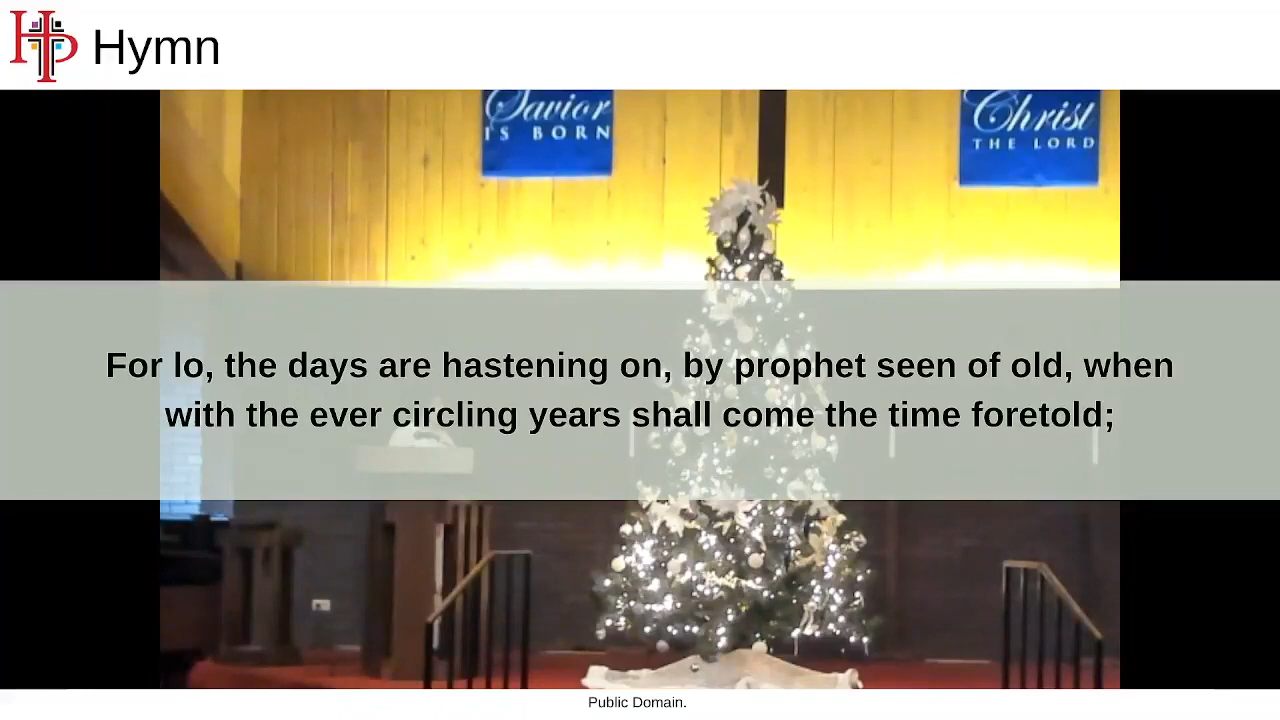 Hymn
Savior
IS BORN
Christ
THE LORD
For lo, the days are hastening on, by prophet seen of old, when
with the ever circling years shall come the time foretold;
Public Domain.